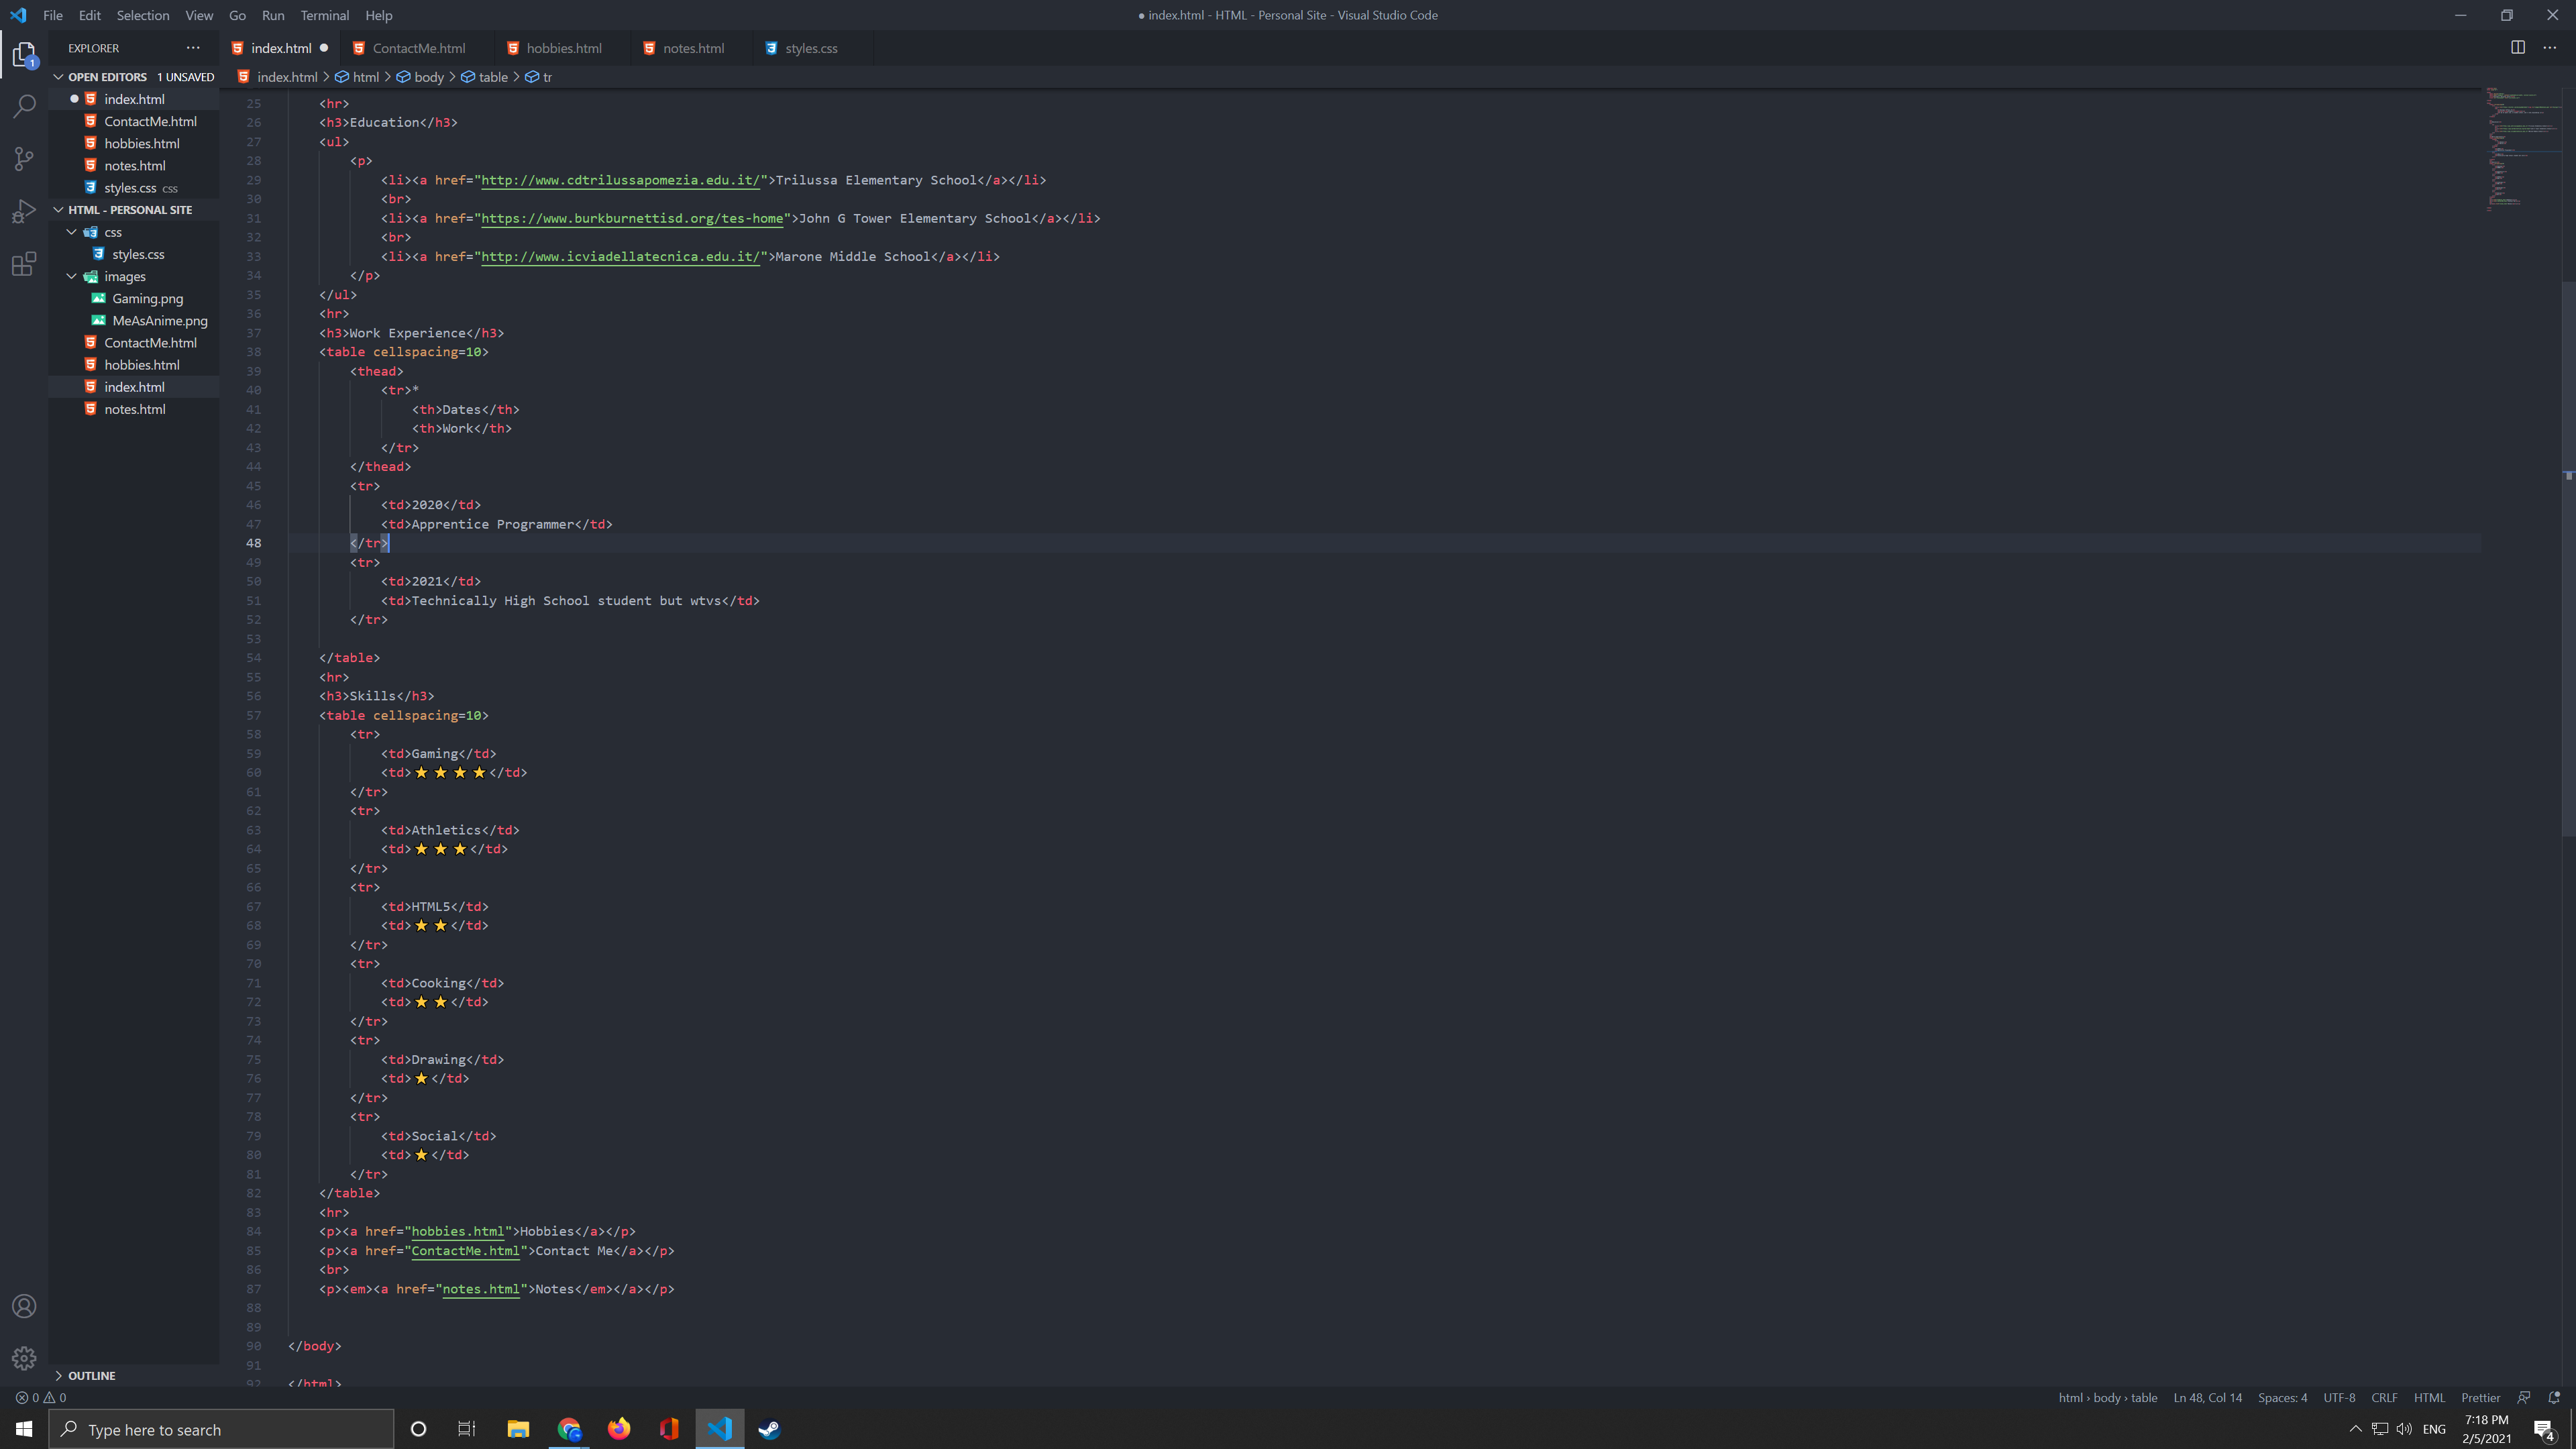 File Edit Selection View Go Run Terminal Help
● index.html - HTML - Personal Site - Visual Studio Code
EXPLORER
index.html ContactMe.html hobbies.html notes.html styles.css
1
OPEN EDITORS 1 UNSAVED
index.html > html > body > table > tr
index.html
ContactMe.html
hobbies.html
notes.html
styles.css css
HTML - PERSONAL SITE
css
styles.css
images
Gaming.png
MeAsAnime.png
ContactMe.html
hobbies.html
index.html
notes.html
OUTLINE
25 <hr>
26 <h3>Education</h3>
27 <ul>
28 <p>
29 <li><a href="http://www.cdtrilussapomezia.edu.it/">Trilussa Elementary School</a></li>
30 <br>
31 <li><a href="https://www.burkburnettisd.org/tes-home">John G Tower Elementary School</a></li>
32 <br>
33 <li><a href="http://www.icviadellatecnica.edu.it/">Marone Middle School</a></li>
34 </p>
35 </ul>
36 <hr>
37 <h3>Work Experience</h3>
38 <table cellspacing=10>
39 <thead>
40 <tr>*
41 <th>Dates</th>
42 <th>Work</th>
43 </tr>
44 </thead>
45 <tr>
46 <td>2020</td>
47 <td>Apprentice Programmer</td>
48 </tr>
49 <tr>
50 <td>2021</td>
51 <td>Technically High School student but wtvs</td>
52 </tr>
53
54 </table>
55 <hr>
56 <h3>Skills</h3>
57 <table cellspacing=10>
58 <tr>
59 <td>Gaming</td>
60 <td>⭐⭐⭐⭐</td>
61 </tr>
62 <tr>
63 <td>Athletics</td>
64 <td>⭐⭐⭐</td>
65 </tr>
66 <tr>
67 <td>HTML5</td>
68 <td>⭐⭐</td>
69 </tr>
70 <tr>
71 <td>Cooking</td>
72 <td>⭐⭐</td>
73 </tr>
74 <tr>
75 <td>Drawing</td>
76 <td>⭐</td>
77 </tr>
78 <tr>
79 <td>Social</td>
80 <td>⭐</td>
81 </tr>
82 </table>
83 <hr>
84 <p><a href="hobbies.html">Hobbies</a></p>
85 <p><a href="ContactMe.html">Contact Me</a></p>
86 <br>
87 <p><em><a href="notes.html">Notes</em></a></p>
88
89
90 </body>
91
92 </html>
0 0
html › body › table Ln 48, Col 14 Spaces: 4 UTF-8 CRLF HTML Prettier
Type here to search
ENG
7:18 PM
2/5/2021
4